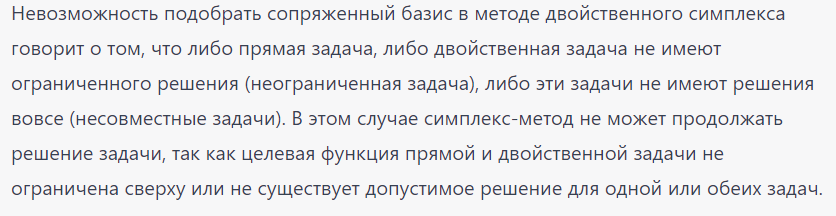 Невозможность подобрать сопряженный базис в методе двойственного симплекса
говорит о том, что либо прямая задача, либо двойственная задача не имеют
ограниченного решения (неограниченная задача), либо эти задачи не имеют решения
вовсе (несовместные задачи). В этом случае симплекс-метод не может продолжать
решение задачи, так как целевая функция прямой и двойственной задачи не
ограничена сверху или не существует допустимое решение для одной или обеих задач.